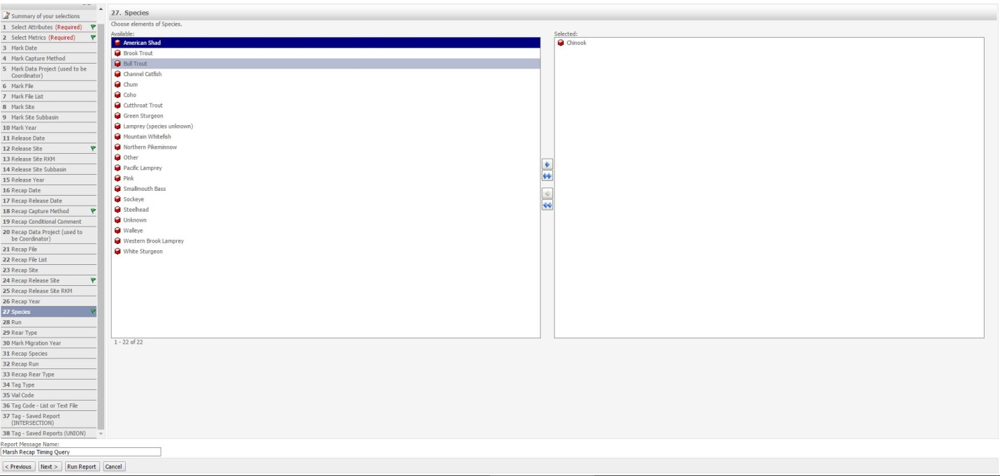 Summary of your selections
1 Select Attributes (Required)
2 Select Metrics (Required)
3 Mark Date
4 Mark Capture Method
5 Mark Data Project (used to be
Coordinator)
6 Mark File
7 Mark File List
8 Mark Site
9 Mark Site Subbasin
10 Mark Year
11 Release Date
12 Release Site
13 Release Site RKM
14 Release Site Subbasin
15 Release Year
16 Recap Date
17 Recap Release Date
18 Recap Capture Method
19 Recap Conditional Comment
20 Recap Data Project (used to
be Coordinator)
21 Recap File
22 Recap File List
23 Recap Site
24 Recap Release Site
25 Recap Release Site RKM
26 Recap Year
27 Species
28 Run
29 Rear Type
30 Mark Migration Year
31 Recap Species
32 Recap Run
33 Recap Rear Type
34 Tag Type
35 Vial Code
36 Tag Code - List or Text File
37 Tag - Saved Report
(INTERSECTION)
38 Tag - Saved Reports (UNION)
27. Species
Choose elements of Species.
Available:
American Shad
Brook Trout
Bull Trout
Channel Catfish
Chum
Coho
Cutthroat Trout
Green Sturgeon
Lamprey (species unknown)
Mountain Whitefish
Northern Pikeminnow
Other
Pacific Lamprey
Pink
Smallmouth Bass
Sockeye
Steelhead
Unknown
Walleye
Western Brook Lamprey
White Sturgeon
1 - 22 of 22
Selected:
Chinook
Report Message Name:
Marsh Recap Timing Query
< Previous Next > Run Report Cancel